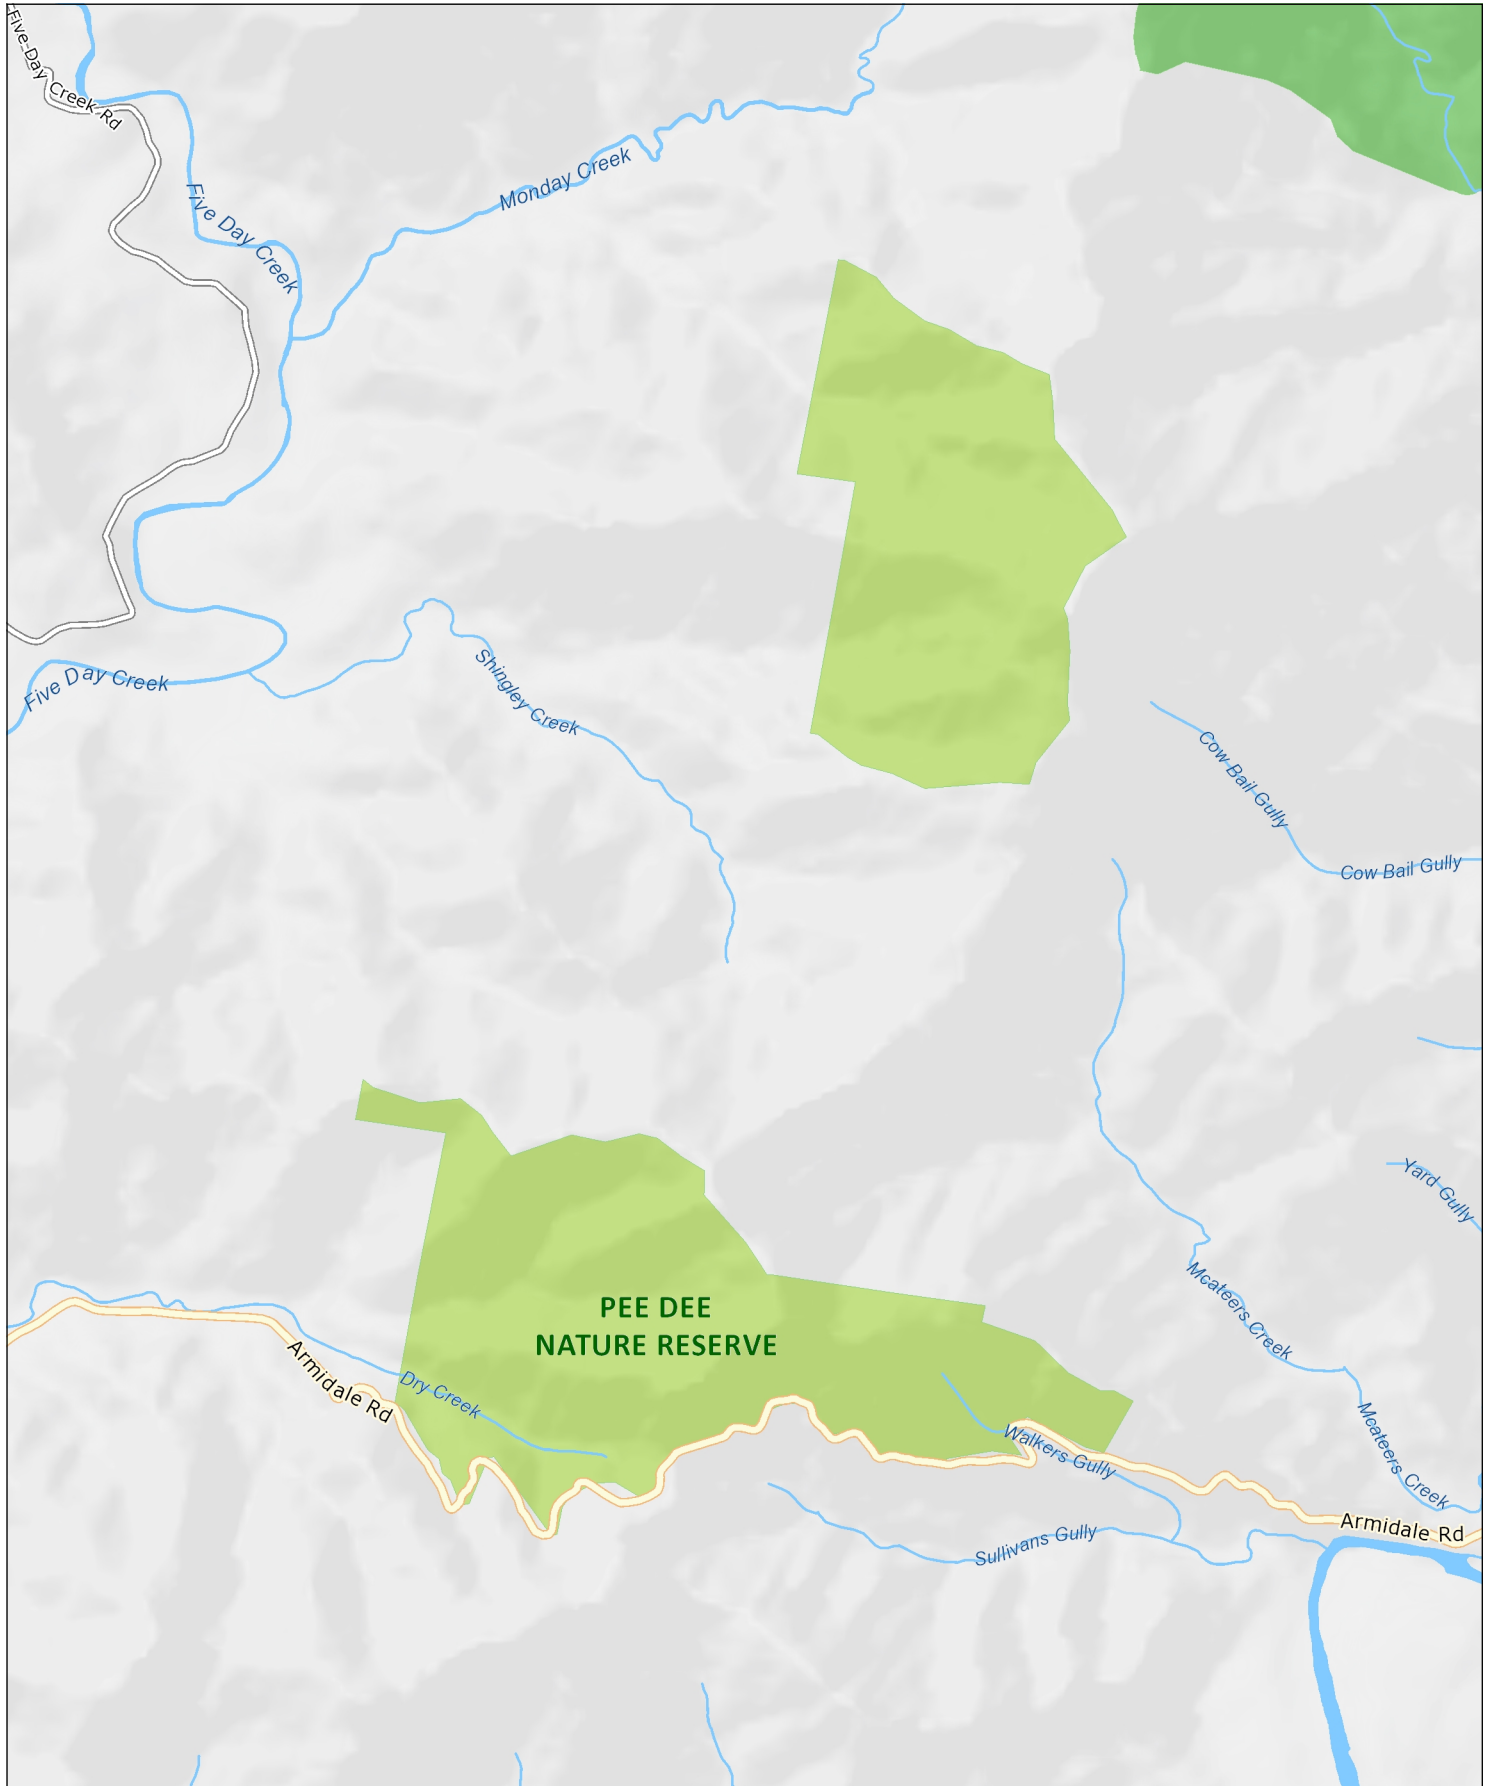 Five Day Creek Rd
Monday Creek
Five Day Creek
Shingley Creek
Five Day Creek
Cow Bail Gully
Cow Bail Gully
Yard Gully
Mcateers Creek
PEE DEE
NATURE RESERVE
Armidale Rd
Dry Creek
Mcateers Creek
Walkers Gully
Armidale Rd
Sullivans Gully